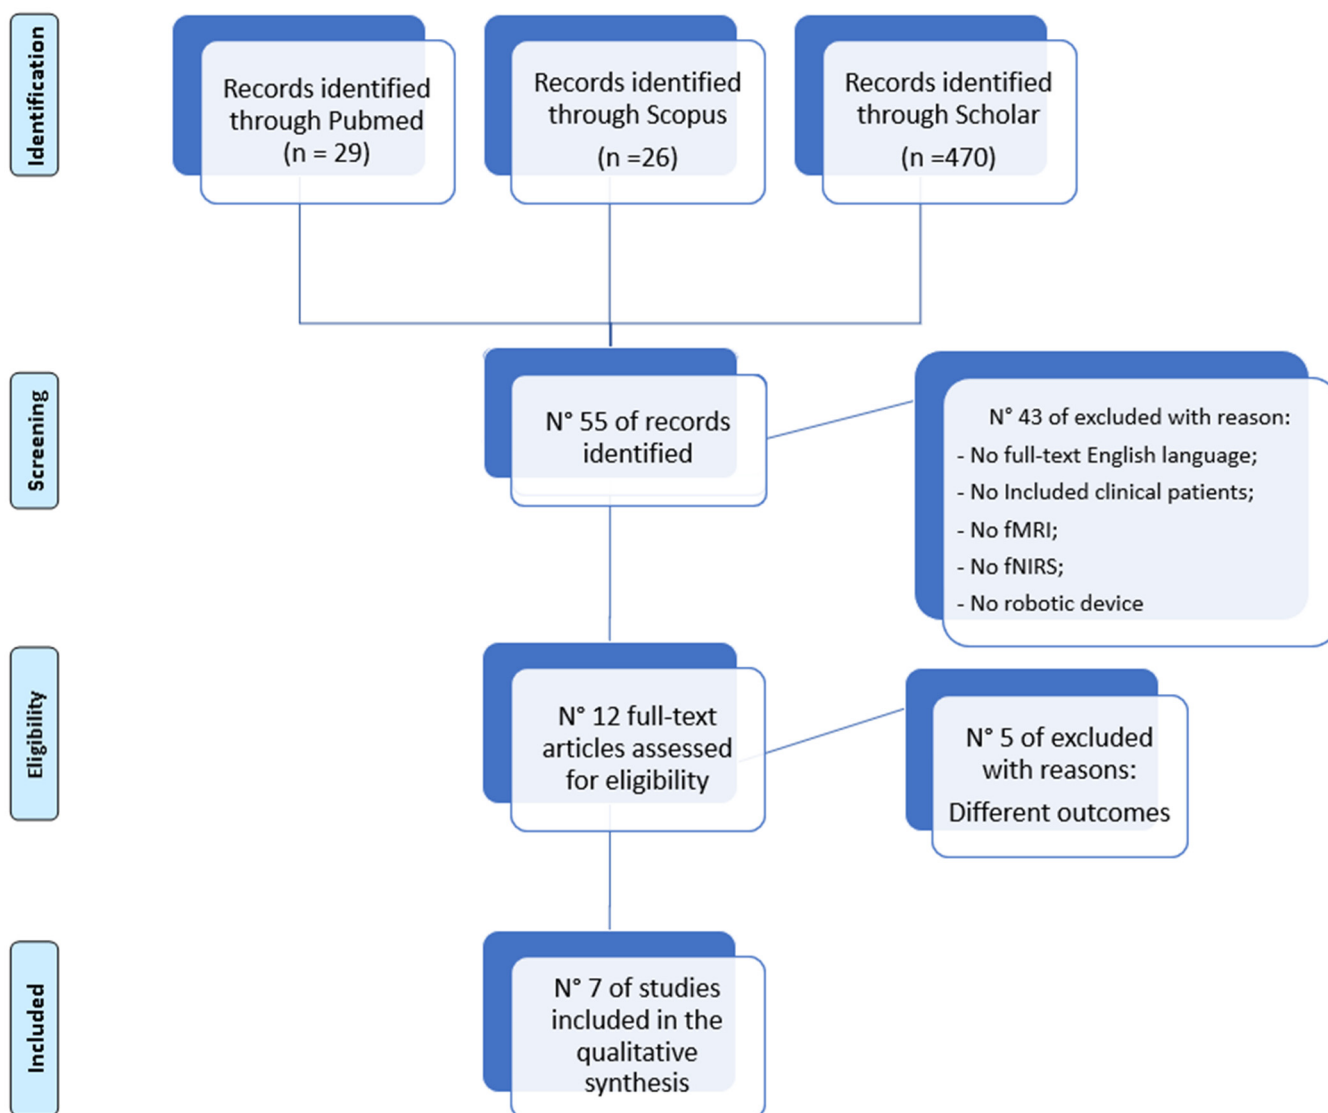 Identification
Records identified
through Pubmed
(n = 29)
Records identified
through Scopus
(n =26)
Records identified
through Scholar
(n =470)
Screening
N° 55 of records
identified
N° 43 of excluded with reason:
- No full-text English language;
- No Included clinical patients;
- No fMRI;
- No fNIRS;
- No robotic device
Eligibility
N° 12 full-text
articles assessed
for eligibility
N° 5 of excluded
with reasons:
Different outcomes
Included
N° 7 of studies
included in the
qualitative
synthesis